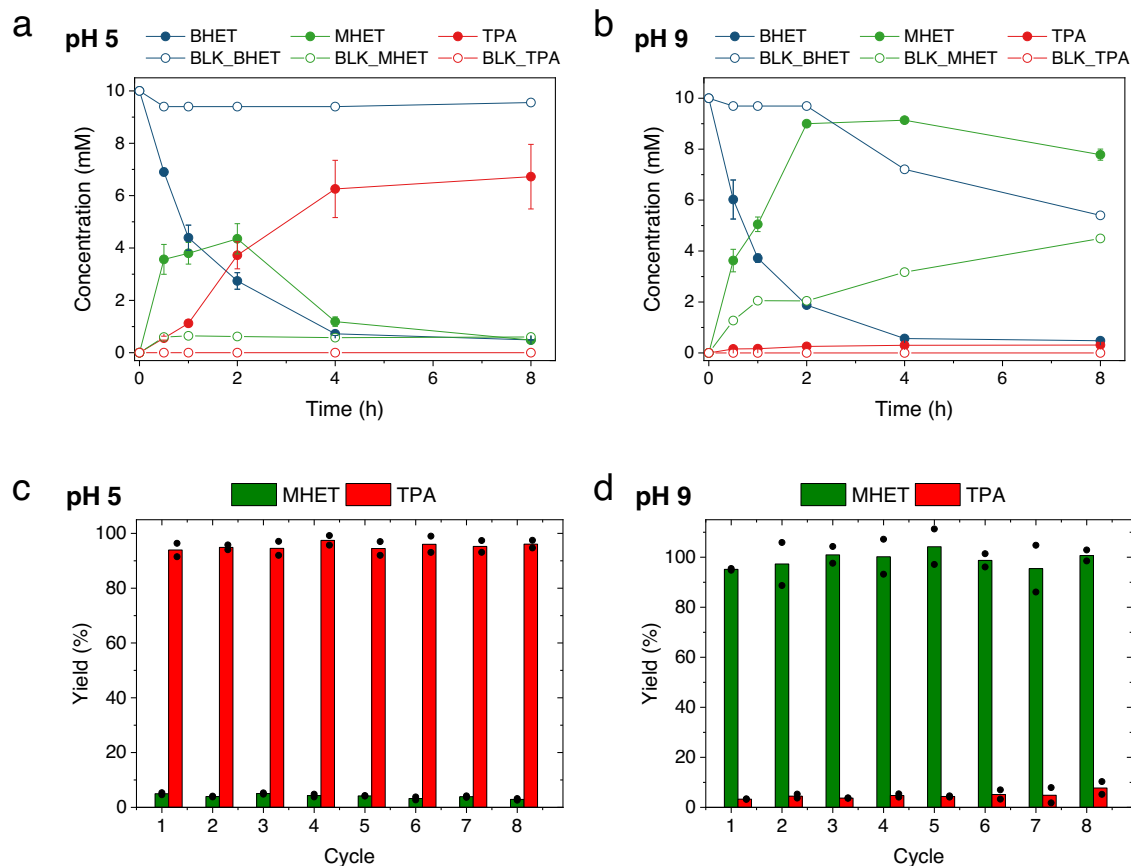 a pH 5
BHET MHET TPA
BLK_BHET BLK_MHET BLK_TPA
10
8
6
4
2
0
Concentration (mM)
0 2 4 6 8
Time (h)
b pH 9
BHET MHET TPA
BLK_BHET BLK_MHET BLK_TPA
10
8
6
4
2
0
Concentration (mM)
0 2 4 6 8
Time (h)
c pH 5
MHET TPA
100
80
60
40
20
0
Yield (%)
1 2 3 4 5 6 7 8
Cycle
d pH 9
MHET TPA
100
80
60
40
20
0
Yield (%)
1 2 3 4 5 6 7 8
Cycle